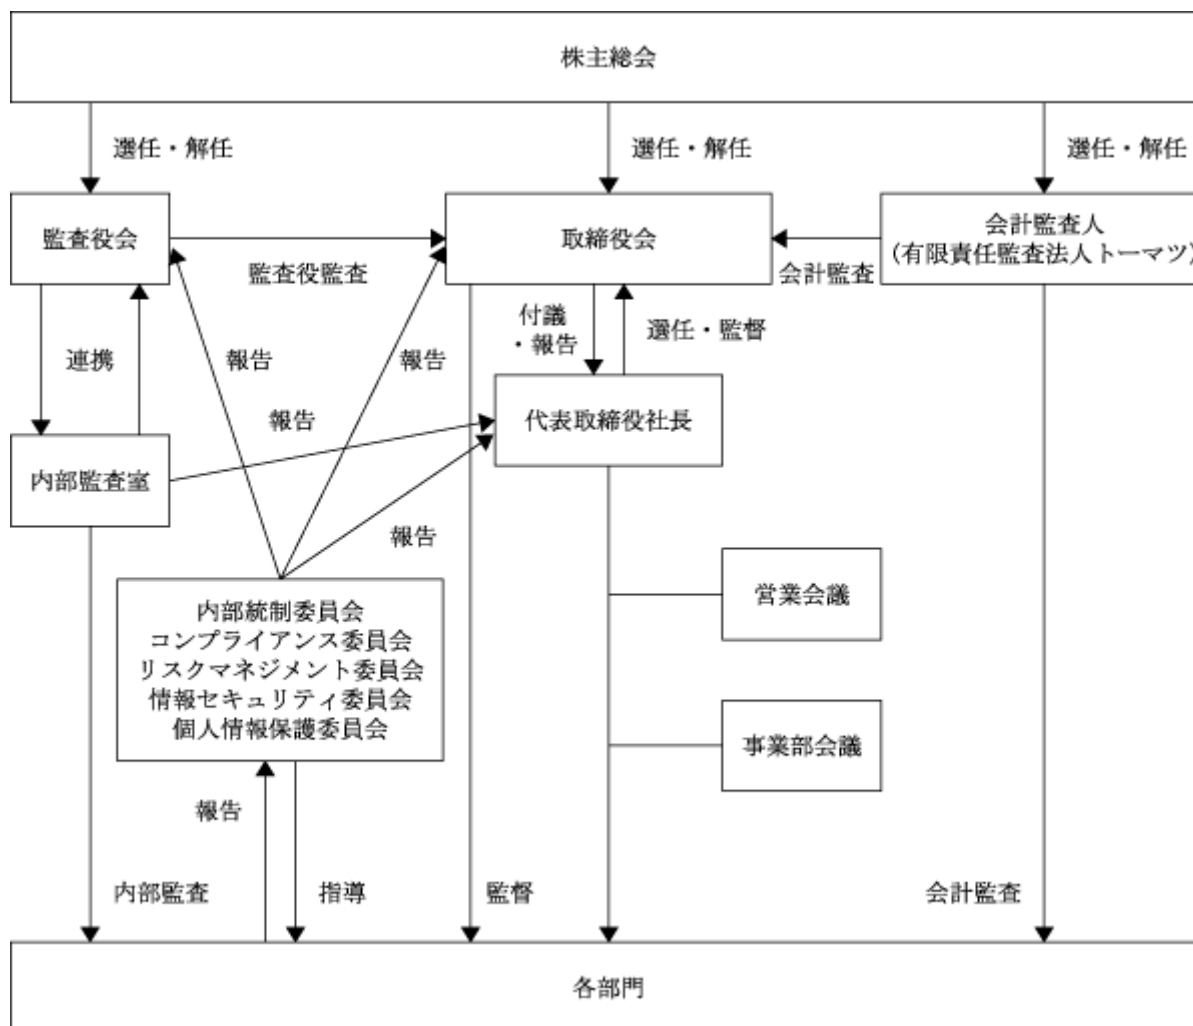 株主総会
選任・解任
選任・解任
選任・解任
監査役会
取締役会
会計監査人
(有限責任監査法人トーマツ)
監査役監査
会計監査
付議
・報告
選任・監督
連携
報告
報告
報告
代表取締役社長
内部監査室
報告
営業会議
内部統制委員会
コンプライアンス委員会
リスクマネジメント委員会
情報セキュリティ委員会
個人情報保護委員会
事業部会議
報告
内部監査
指導
監督
会計監査
各部門